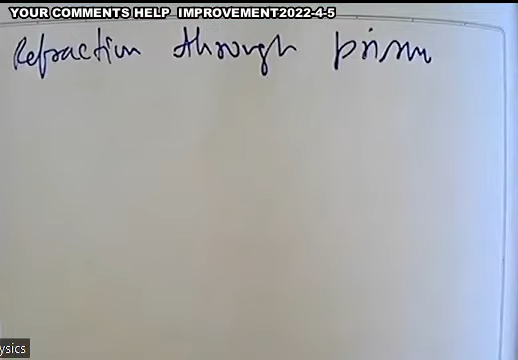 YOUR COMMENTS HELP IMPROVEMENT2022-4-5
Refraction through prism
ysics